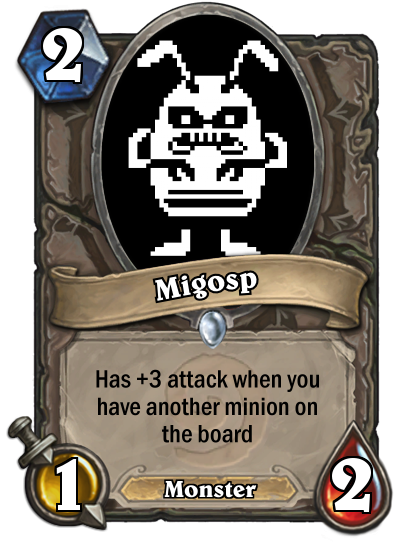 2
Migosp
Has +3 attack when you
have another minion on
the board
1
Monster
2